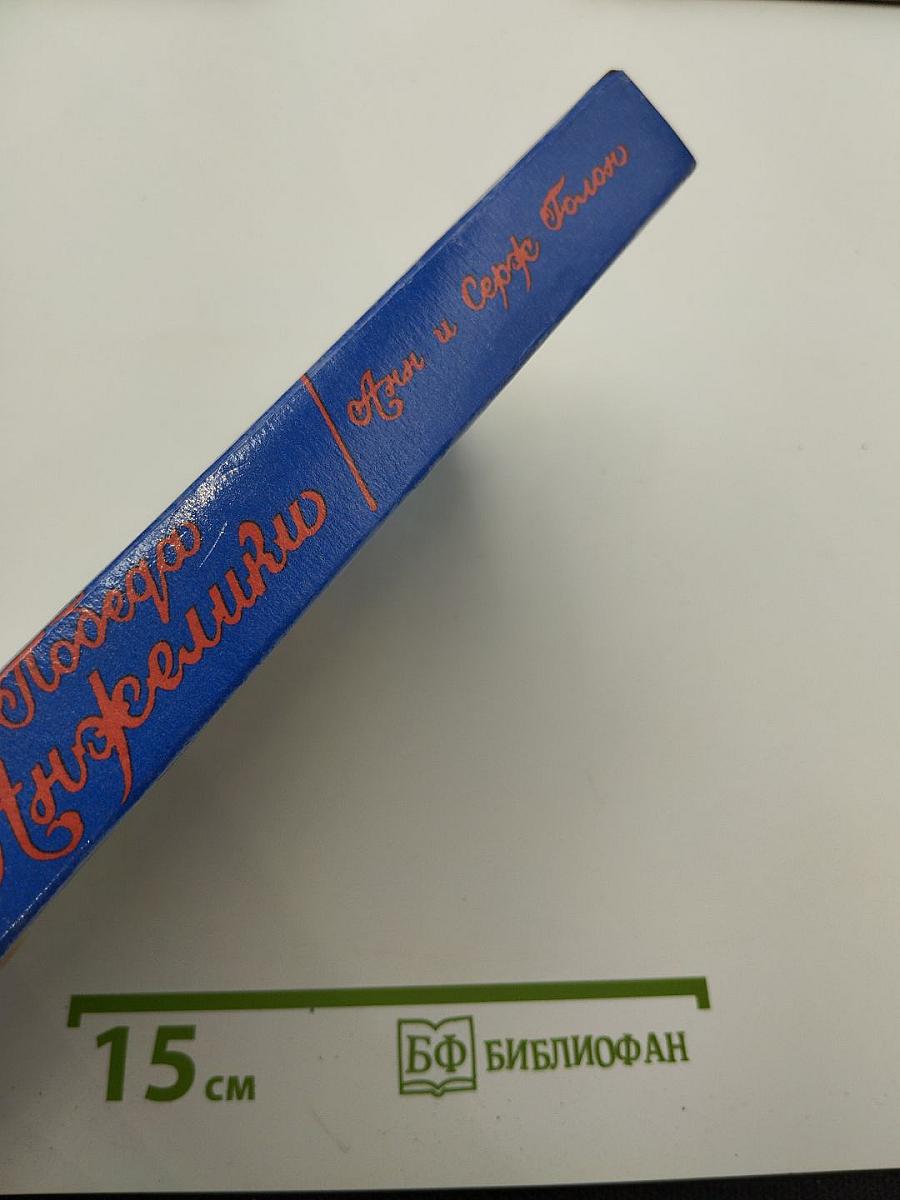 Победа
Анжелики
Анн и Серж Голон
15 см
БФ БИБЛИОФАН